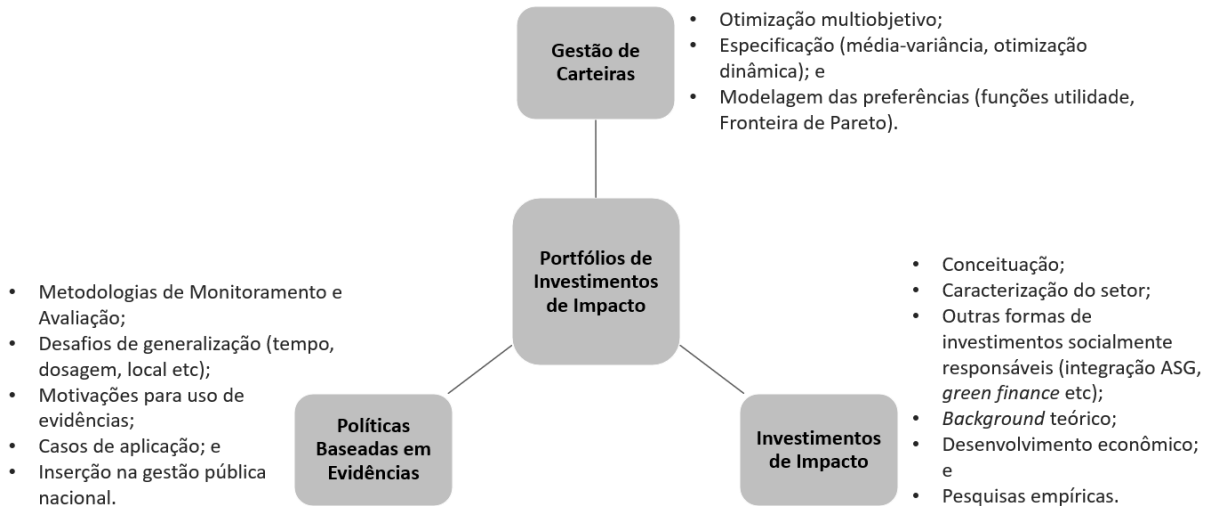 Gestão de
Carteiras
• Otimização multiobjetivo;
• Especificação (média-variância, otimização
dinâmica); e
• Modelagem das preferências (funções utilidade,
Fronteira de Pareto).
Portfólios de
Investimentos
de Impacto
• Metodologias de Monitoramento e
Avaliação;
• Desafios de generalização (tempo,
dosagem, local etc);
• Motivações para uso de
evidências;
• Casos de aplicação; e
• Inserção na gestão pública
nacional.
Políticas
Baseadas em
Evidências
Investimentos
de Impacto
• Conceituação;
• Caracterização do setor;
• Outras formas de
investimentos socialmente
responsáveis (integração ASG,
green finance etc);
• Background teórico;
• Desenvolvimento econômico;
e
• Pesquisas empíricas.